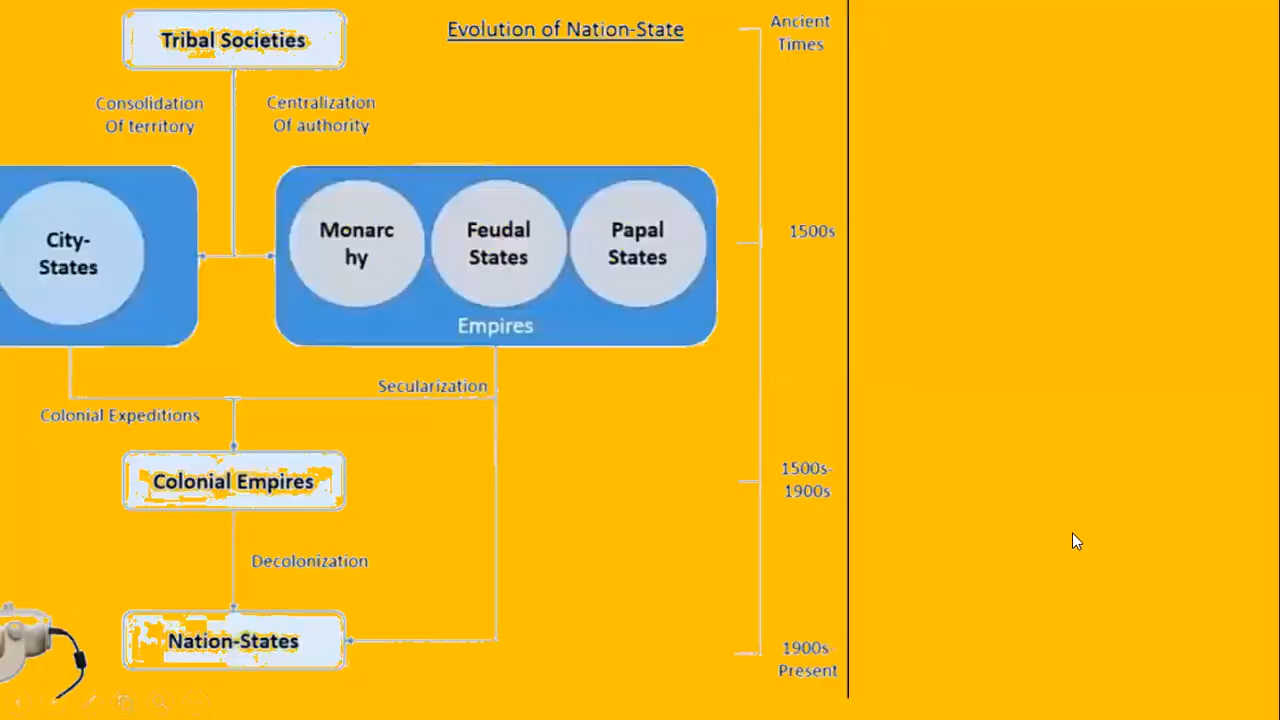 Tribal Societies
Evolution of Nation-State
Ancient
Times
Consolidation
Of territory
Centralization
Of authority
City-
States
Monarc
hy
Feudal
States
Papal
States
1500s
Empires
Secularization
Colonial Expeditions
Colonial Empires
1500s-
1900s
Decolonization
Nation-States
1900s-
Present